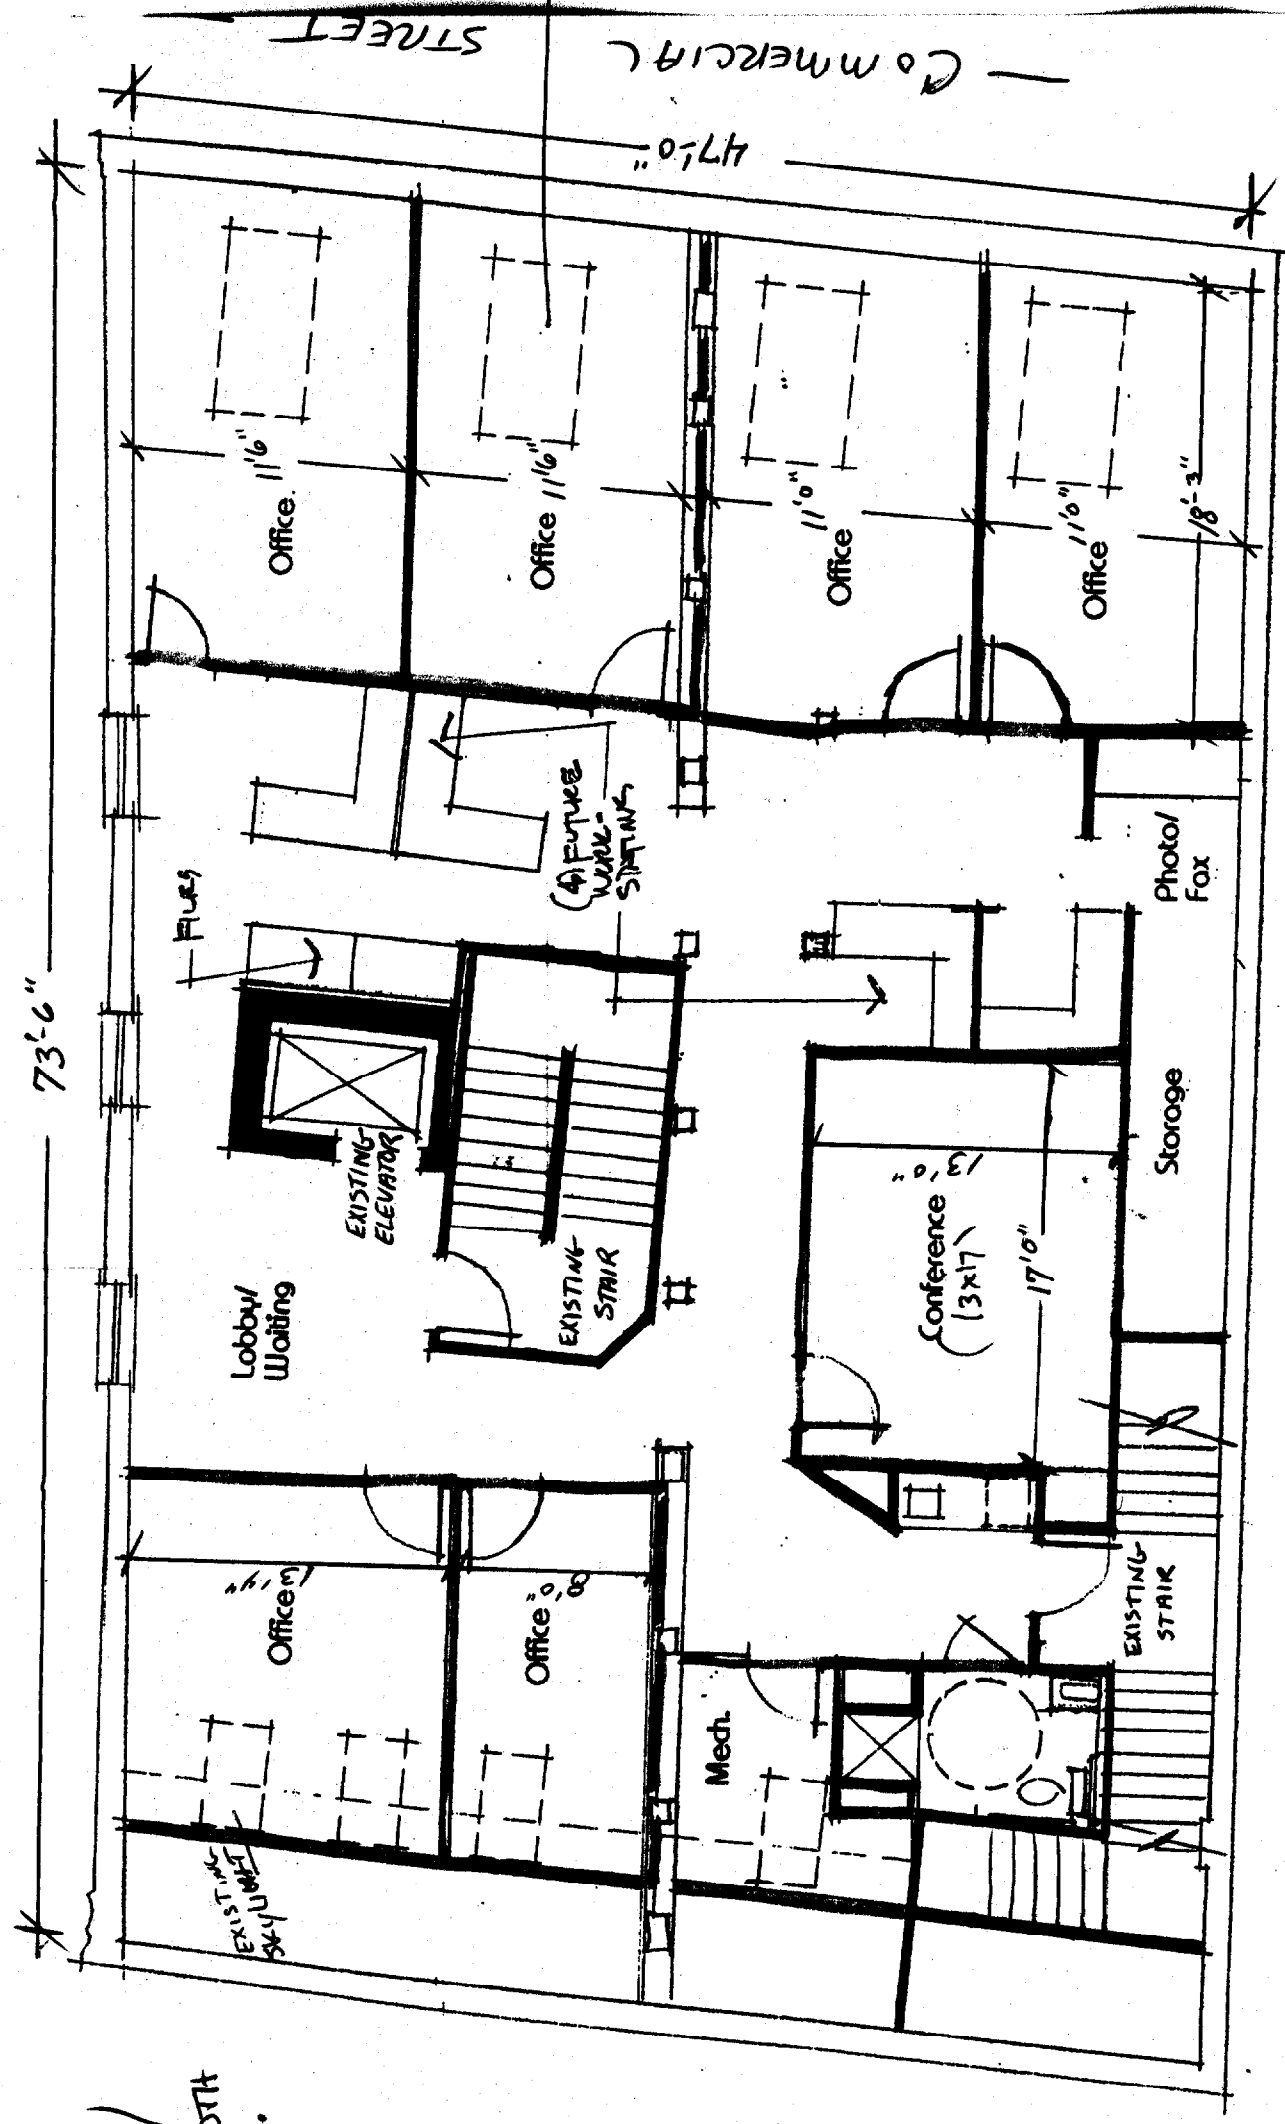 COMMERCIAL STREET
47'-0"
73'-6"
Office
11'6"
Office
11'6"
Office
11'0"
Office
11'0"
18'-3"
FILES
(4) FUTURE
WORK-
STATIONS
Photo/
Fax
EXISTING
ELEVATOR
EXISTING
STAIR
Lobby/
Waiting
Conference
(13x17)
13'0"
17'0"
Storage
Office
Office
8'0"
EXISTING
SKYLIGHT
Mech.
EXISTING
STAIR